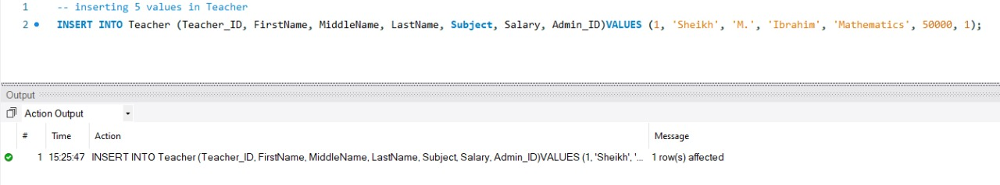 1 -- inserting 5 values in Teacher
2 INSERT INTO Teacher (Teacher_ID, FirstName, MiddleName, LastName, Subject, Salary, Admin_ID)VALUES (1, 'Sheikh', 'M.', 'Ibrahim', 'Mathematics', 50000, 1);
Output
Action Output
# Time Action Message
1 15:25:47 INSERT INTO Teacher (Teacher_ID, FirstName, MiddleName, LastName, Subject, Salary, Admin_ID)VALUES (1, 'Sheikh', '... 1 row(s) affected